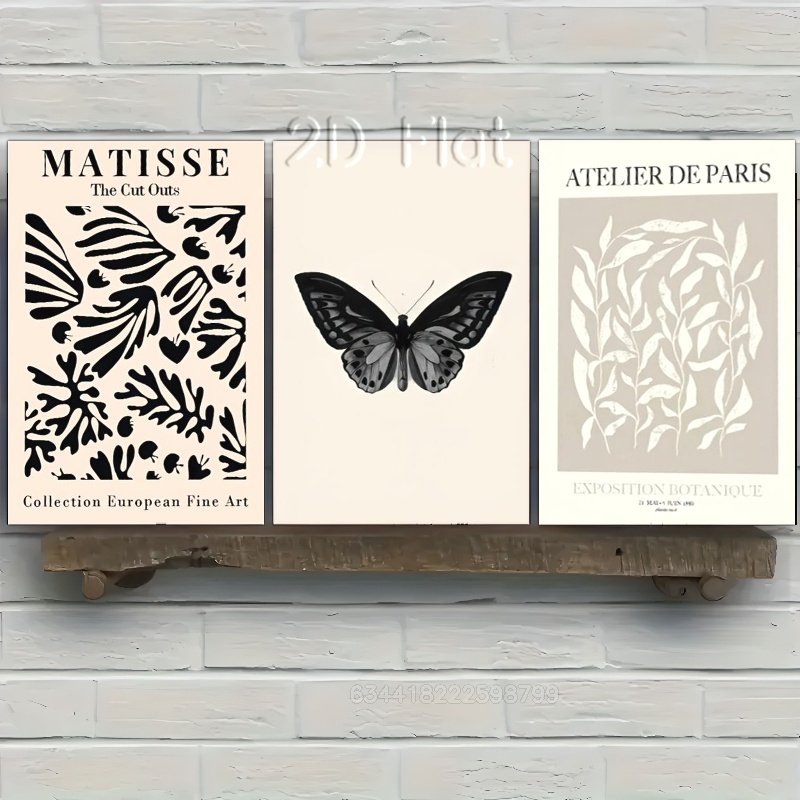 2D Flat
MATISSE
The Cut Outs
Collection European Fine Art
ATELIER DE PARIS
EXPOSITION BOTANIQUE
634418222598799